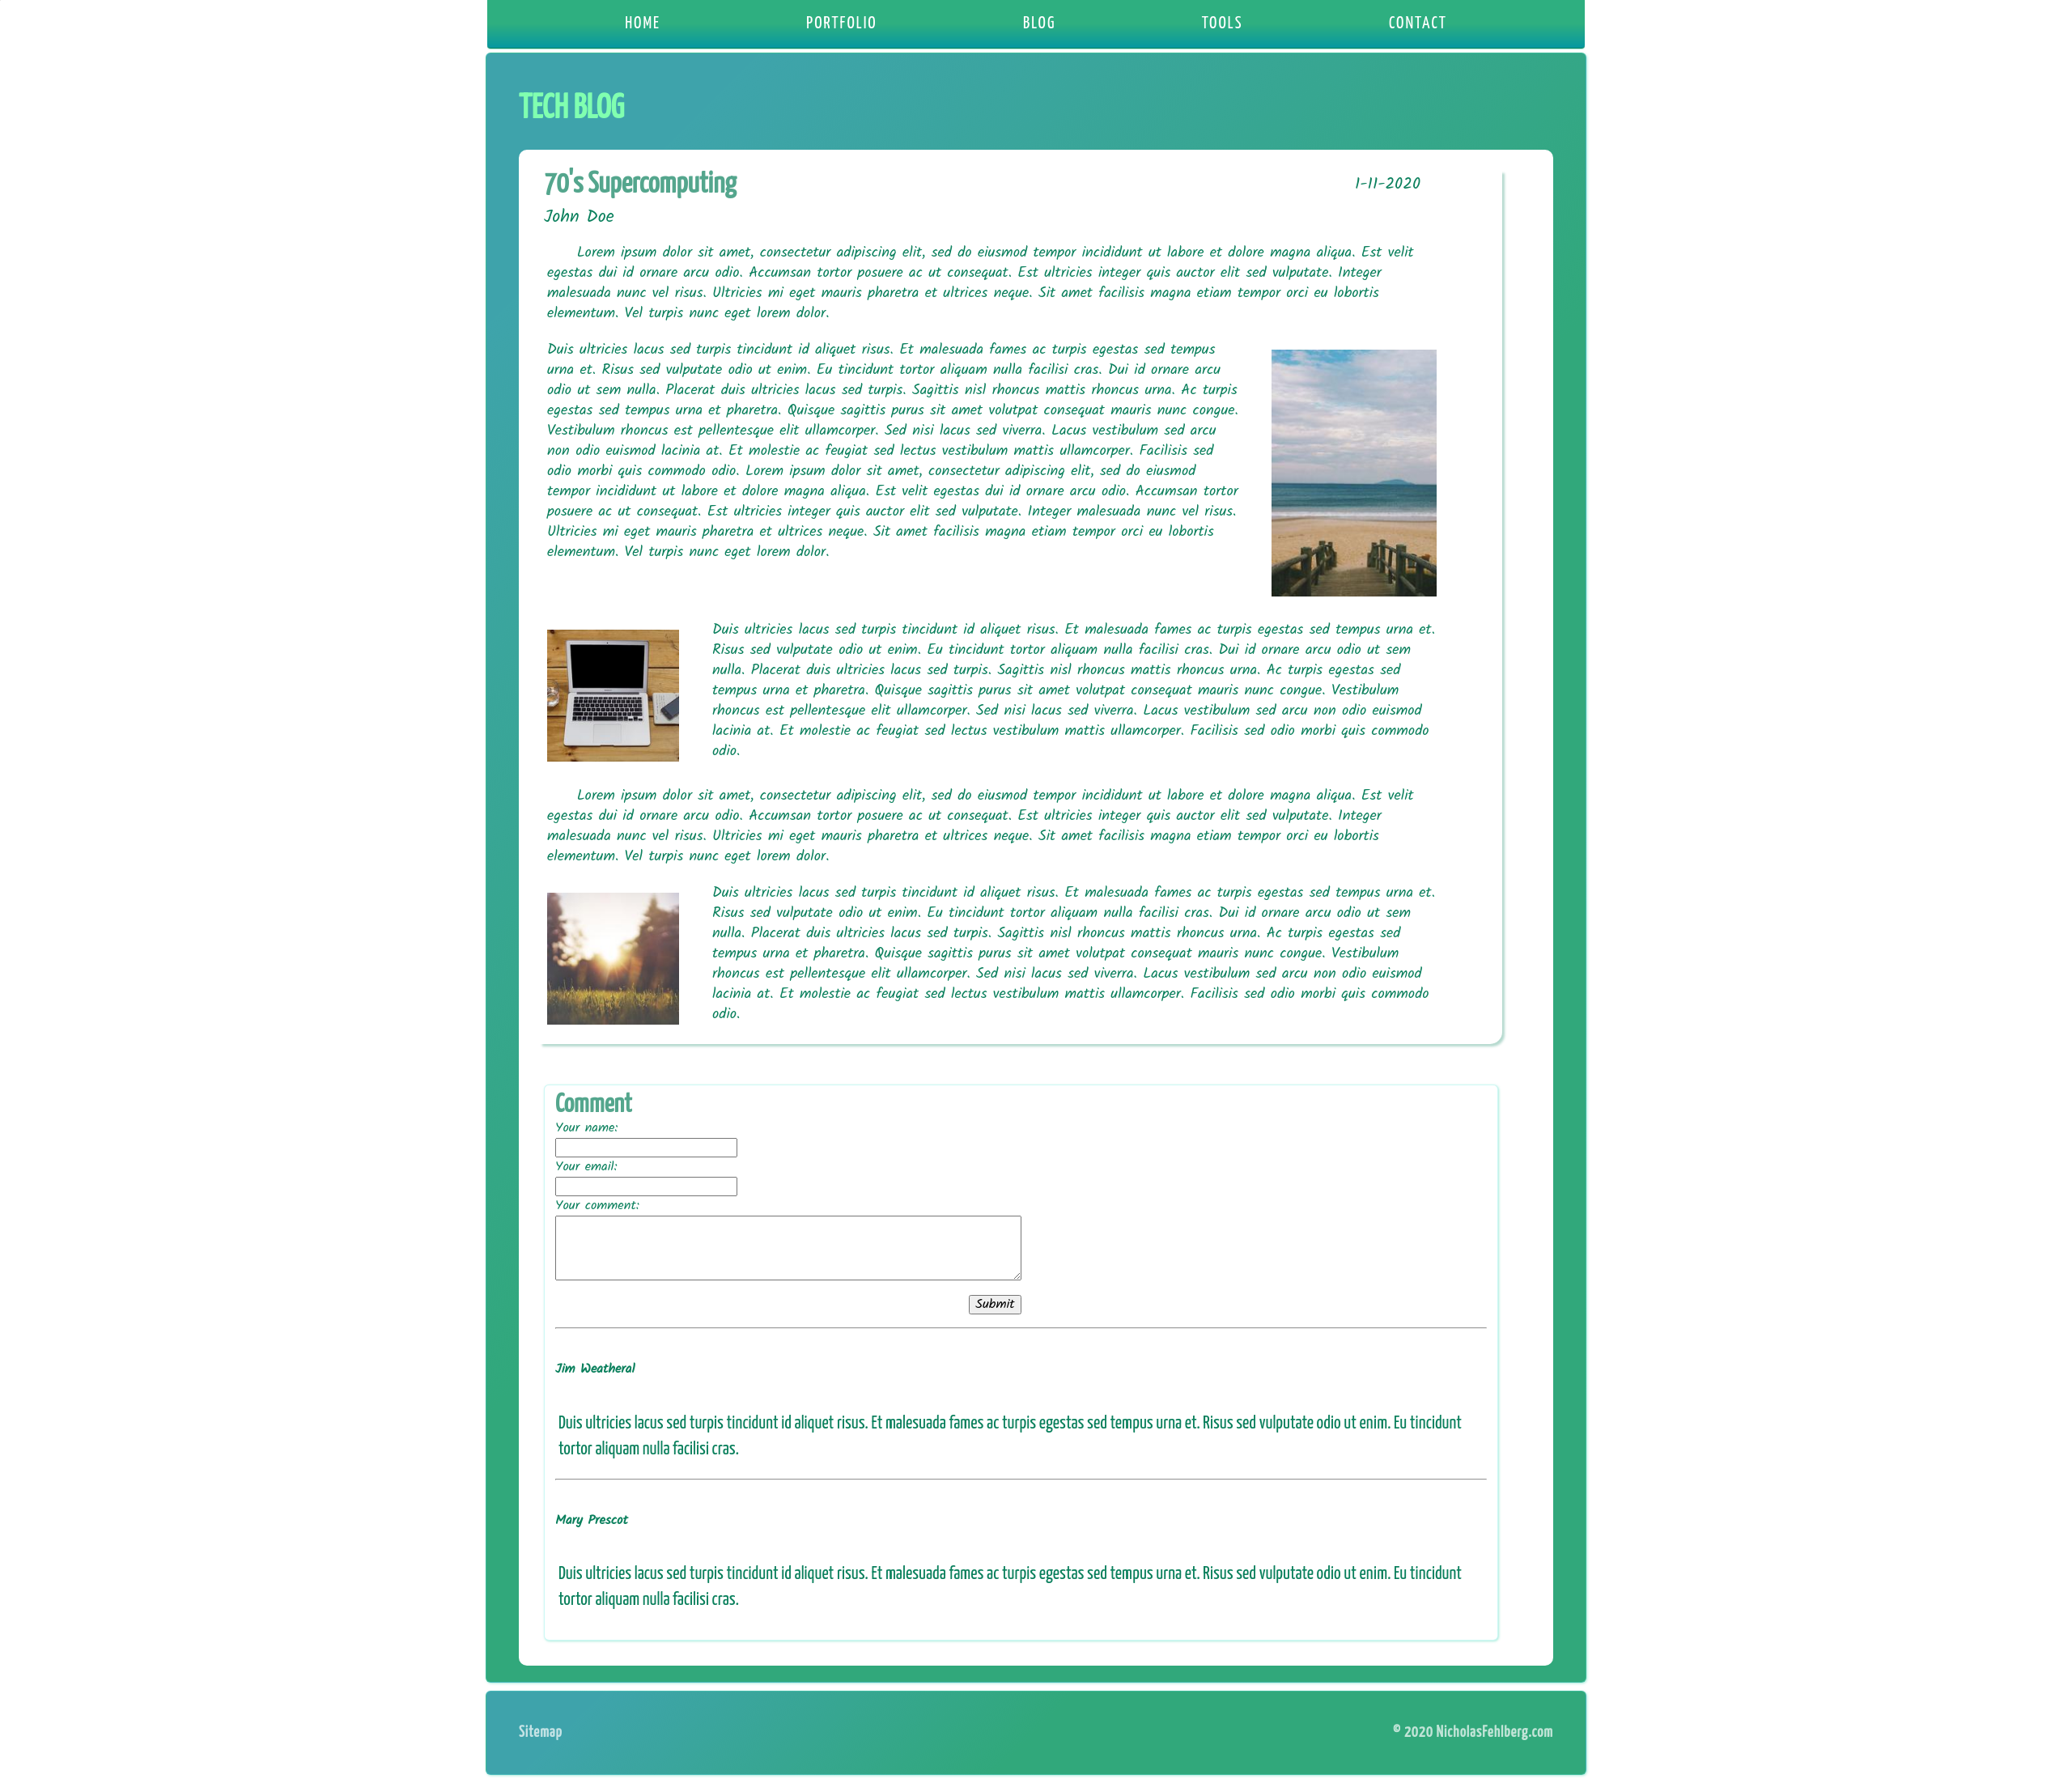 HOME PORTFOLIO BLOG TOOLS CONTACT
TECH BLOG
70's Supercomputing
1-11-2020
John Doe
Lorem ipsum dolor sit amet, consectetur adipiscing elit, sed do eiusmod tempor incididunt ut labore et dolore magna aliqua. Est velit
egestas dui id ornare arcu odio. Accumsan tortor posuere ac ut consequat. Est ultricies integer quis auctor elit sed vulputate. Integer
malesuada nunc vel risus. Ultricies mi eget mauris pharetra et ultrices neque. Sit amet facilisis magna etiam tempor orci eu lobortis
elementum. Vel turpis nunc eget lorem dolor.
Duis ultricies lacus sed turpis tincidunt id aliquet risus. Et malesuada fames ac turpis egestas sed tempus
urna et. Risus sed vulputate odio ut enim. Eu tincidunt tortor aliquam nulla facilisi cras. Dui id ornare arcu
odio ut sem nulla. Placerat duis ultricies lacus sed turpis. Sagittis nisl rhoncus mattis rhoncus urna. Ac turpis
egestas sed tempus urna et pharetra. Quisque sagittis purus sit amet volutpat consequat mauris nunc congue.
Vestibulum rhoncus est pellentesque elit ullamcorper. Sed nisi lacus sed viverra. Lacus vestibulum sed arcu
non odio euismod lacinia at. Et molestie ac feugiat sed lectus vestibulum mattis ullamcorper. Facilisis sed
odio morbi quis commodo odio. Lorem ipsum dolor sit amet, consectetur adipiscing elit, sed do eiusmod
tempor incididunt ut labore et dolore magna aliqua. Est velit egestas dui id ornare arcu odio. Accumsan tortor
posuere ac ut consequat. Est ultricies integer quis auctor elit sed vulputate. Integer malesuada nunc vel risus.
Ultricies mi eget mauris pharetra et ultrices neque. Sit amet facilisis magna etiam tempor orci eu lobortis
elementum. Vel turpis nunc eget lorem dolor.
Duis ultricies lacus sed turpis tincidunt id aliquet risus. Et malesuada fames ac turpis egestas sed tempus urna et.
Risus sed vulputate odio ut enim. Eu tincidunt tortor aliquam nulla facilisi cras. Dui id ornare arcu odio ut sem
nulla. Placerat duis ultricies lacus sed turpis. Sagittis nisl rhoncus mattis rhoncus urna. Ac turpis egestas sed
tempus urna et pharetra. Quisque sagittis purus sit amet volutpat consequat mauris nunc congue. Vestibulum
rhoncus est pellentesque elit ullamcorper. Sed nisi lacus sed viverra. Lacus vestibulum sed arcu non odio euismod
lacinia at. Et molestie ac feugiat sed lectus vestibulum mattis ullamcorper. Facilisis sed odio morbi quis commodo
odio.
Lorem ipsum dolor sit amet, consectetur adipiscing elit, sed do eiusmod tempor incididunt ut labore et dolore magna aliqua. Est velit
egestas dui id ornare arcu odio. Accumsan tortor posuere ac ut consequat. Est ultricies integer quis auctor elit sed vulputate. Integer
malesuada nunc vel risus. Ultricies mi eget mauris pharetra et ultrices neque. Sit amet facilisis magna etiam tempor orci eu lobortis
elementum. Vel turpis nunc eget lorem dolor.
Duis ultricies lacus sed turpis tincidunt id aliquet risus. Et malesuada fames ac turpis egestas sed tempus urna et.
Risus sed vulputate odio ut enim. Eu tincidunt tortor aliquam nulla facilisi cras. Dui id ornare arcu odio ut sem
nulla. Placerat duis ultricies lacus sed turpis. Sagittis nisl rhoncus mattis rhoncus urna. Ac turpis egestas sed
tempus urna et pharetra. Quisque sagittis purus sit amet volutpat consequat mauris nunc congue. Vestibulum
rhoncus est pellentesque elit ullamcorper. Sed nisi lacus sed viverra. Lacus vestibulum sed arcu non odio euismod
lacinia at. Et molestie ac feugiat sed lectus vestibulum mattis ullamcorper. Facilisis sed odio morbi quis commodo
odio.
Comment
Your name:
Your email:
Your comment:
Submit
Jim Weatheral
Duis ultricies lacus sed turpis tincidunt id aliquet risus. Et malesuada fames ac turpis egestas sed tempus urna et. Risus sed vulputate odio ut enim. Eu tincidunt
tortor aliquam nulla facilisi cras.
Mary Prescot
Duis ultricies lacus sed turpis tincidunt id aliquet risus. Et malesuada fames ac turpis egestas sed tempus urna et. Risus sed vulputate odio ut enim. Eu tincidunt
tortor aliquam nulla facilisi cras.
Sitemap
© 2020 NicholasFehlberg.com